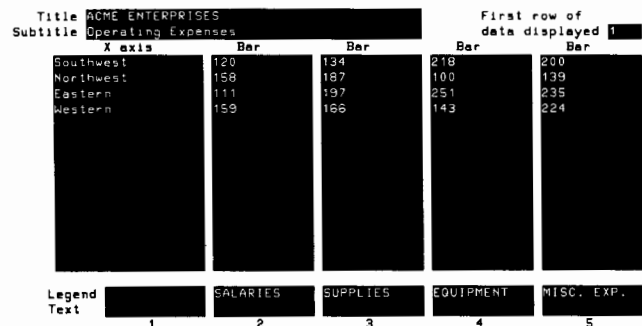 Title ACME ENTERPRISES First row of
Subtitle Operating Expenses data displayed 1
X axis Bar Bar Bar Bar
Southwest 120 134 218 200
Northwest 158 187 100 139
Eastern 111 197 251 235
Western 159 166 143 224
Legend SALARIES SUPPLIES EQUIPMENT MISC. EXP.
Text
1 2 3 4 5